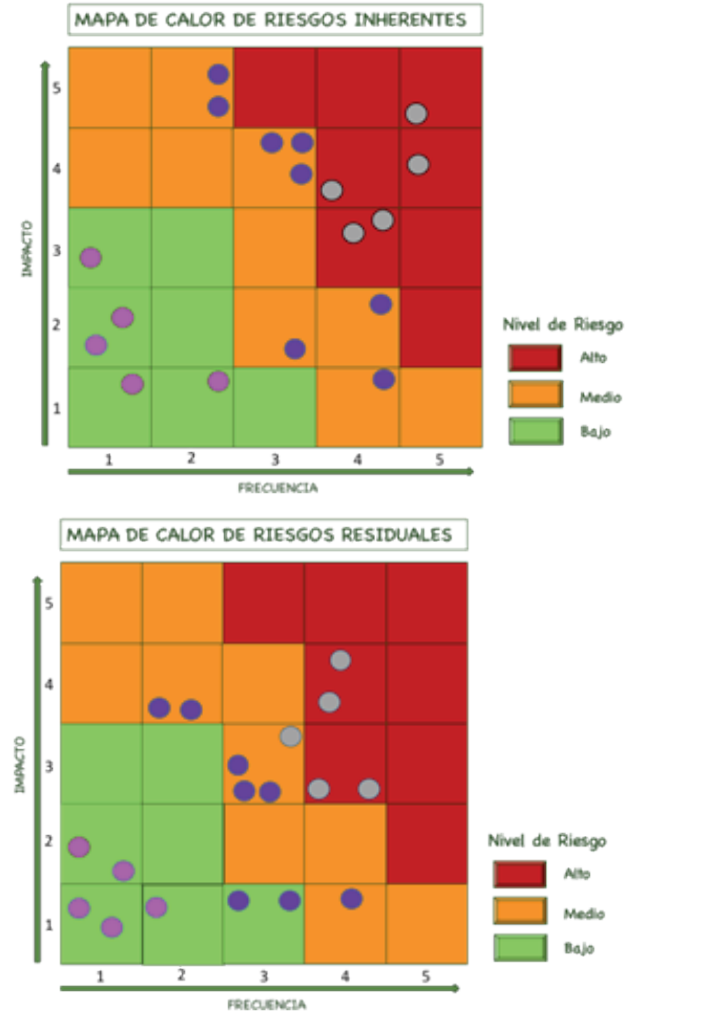 MAPA DE CALOR DE RIESGOS INHERENTES
5
4
3
2
1
IMPACTO
1 2 3 4 5
FRECUENCIA
Nivel de Riesgo
Alto
Medio
Bajo
MAPA DE CALOR DE RIESGOS RESIDUALES
5
4
3
2
1
IMPACTO
1 2 3 4 5
FRECUENCIA
Nivel de Riesgo
Alto
Medio
Bajo